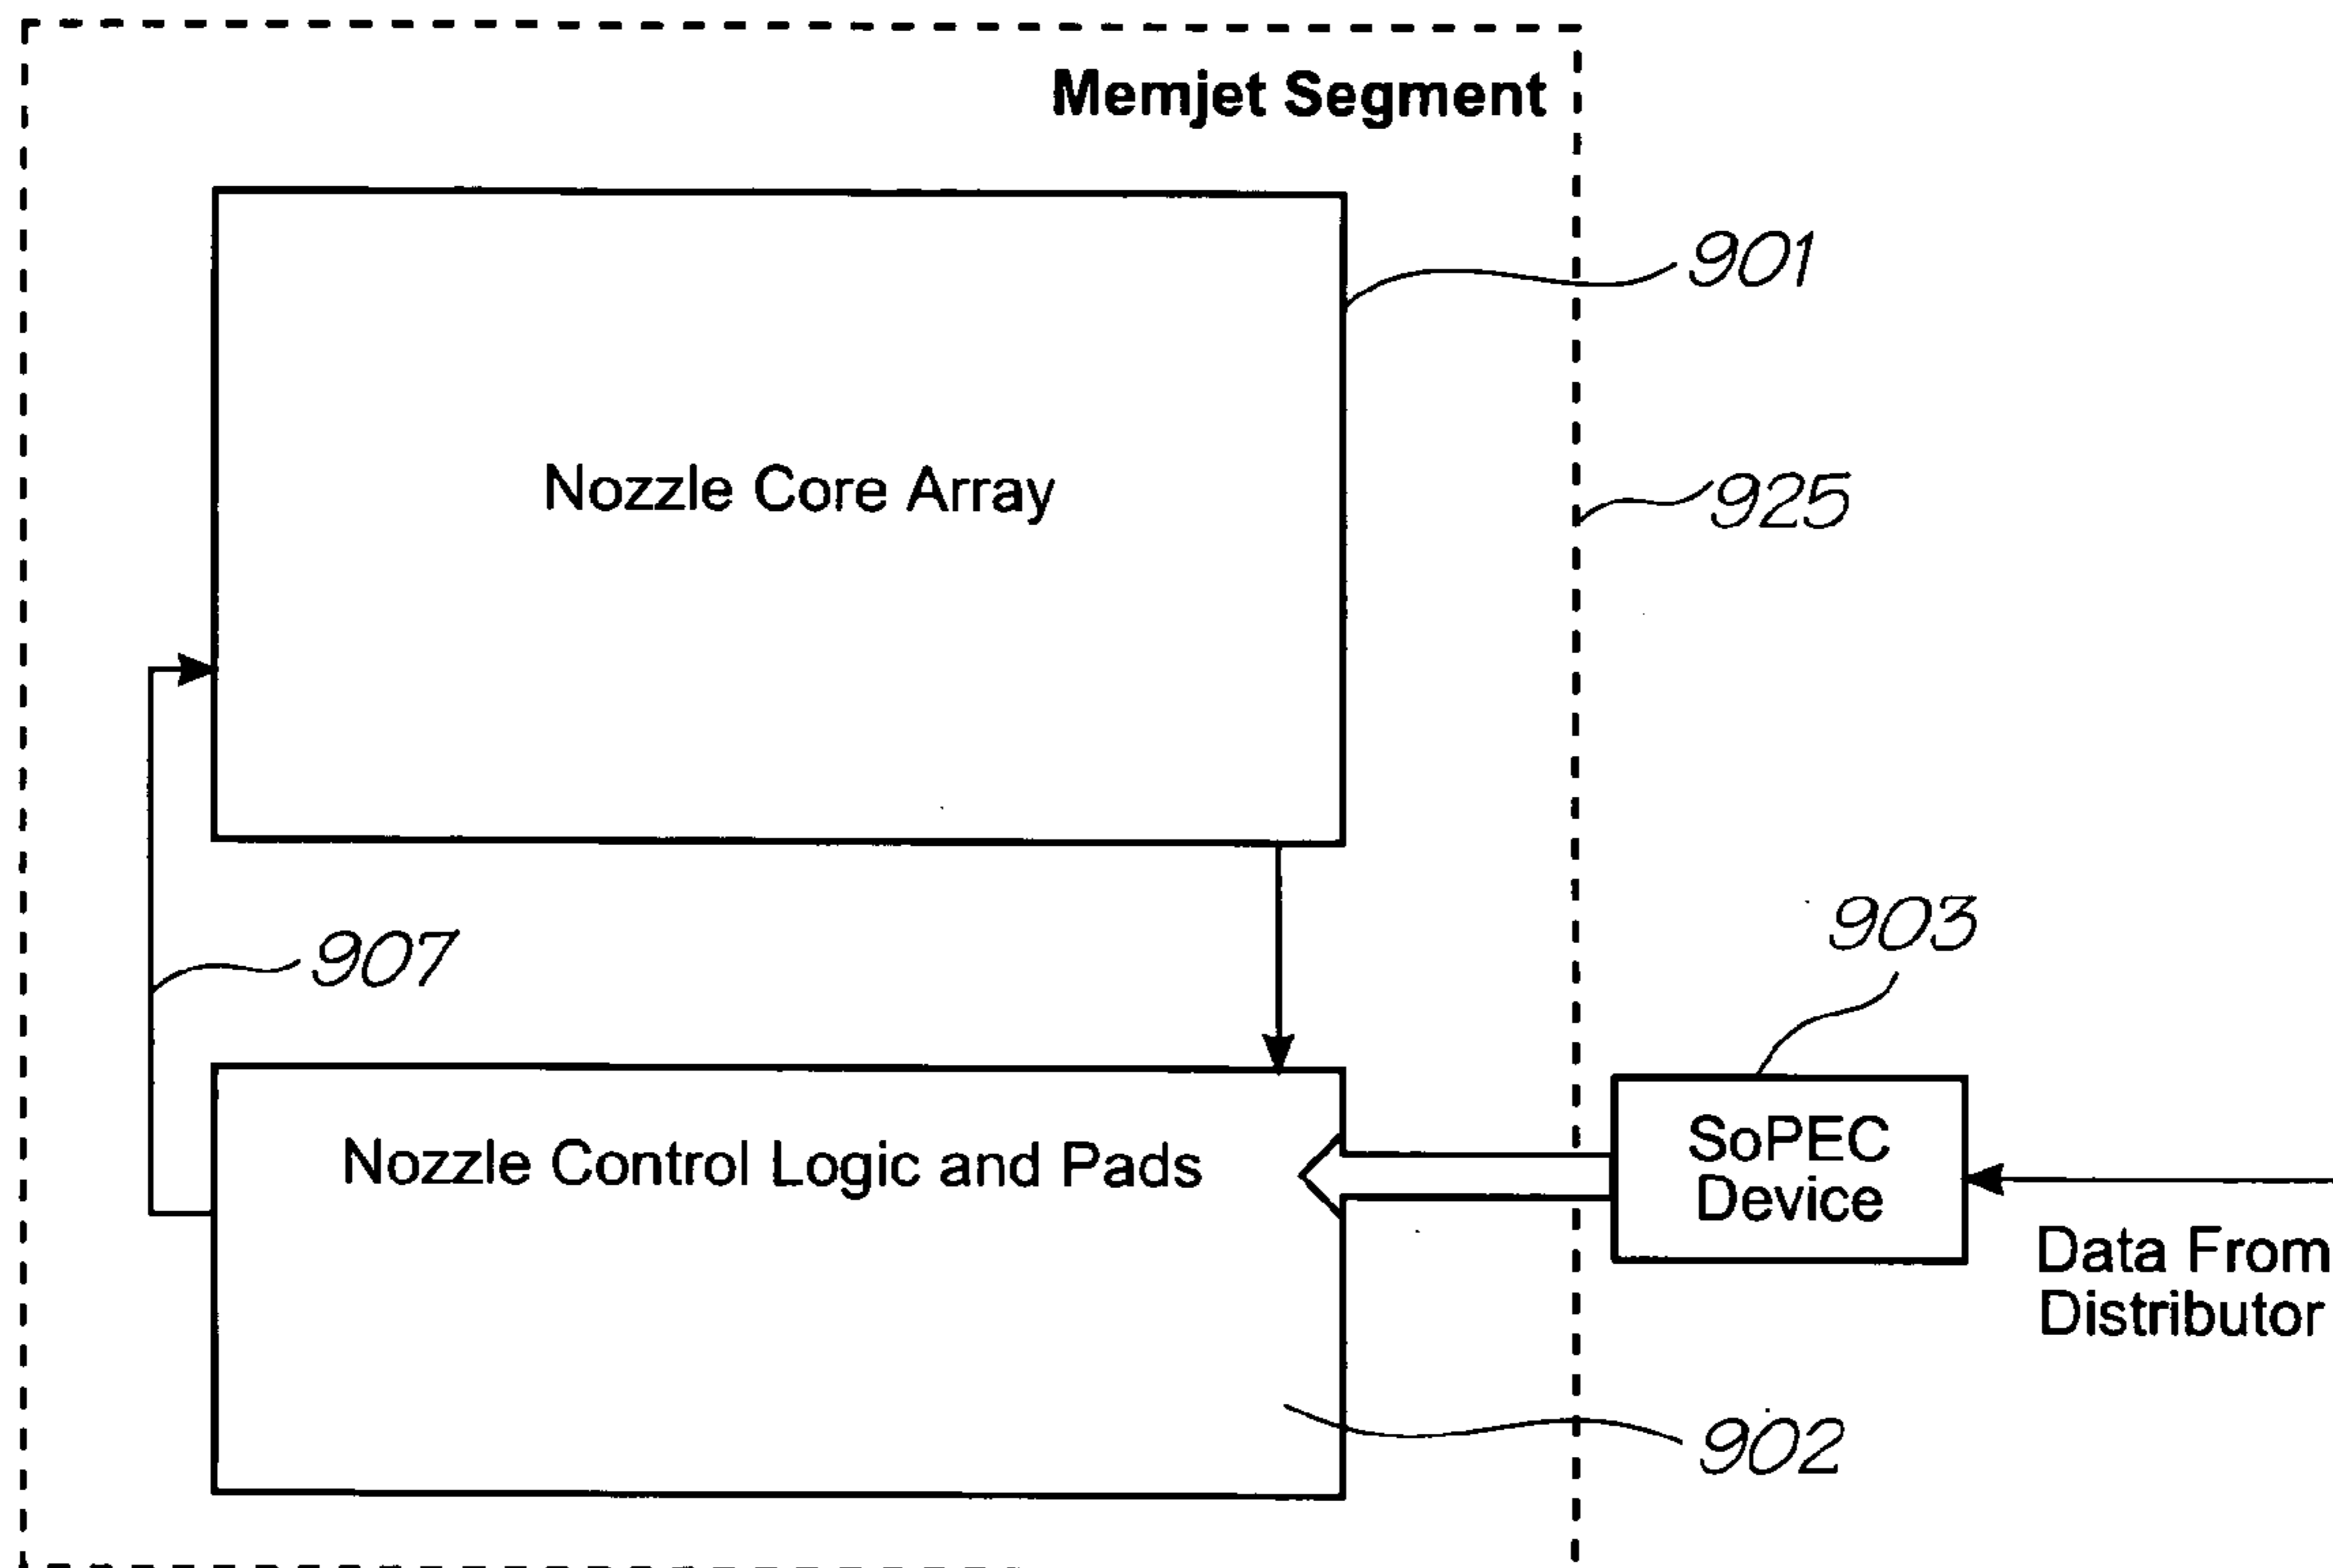 Memjet Segment
901
Nozzle Core Array
925
903
907
SoPEC
Device
Nozzle Control Logic and Pads
Data From
Distributor
902